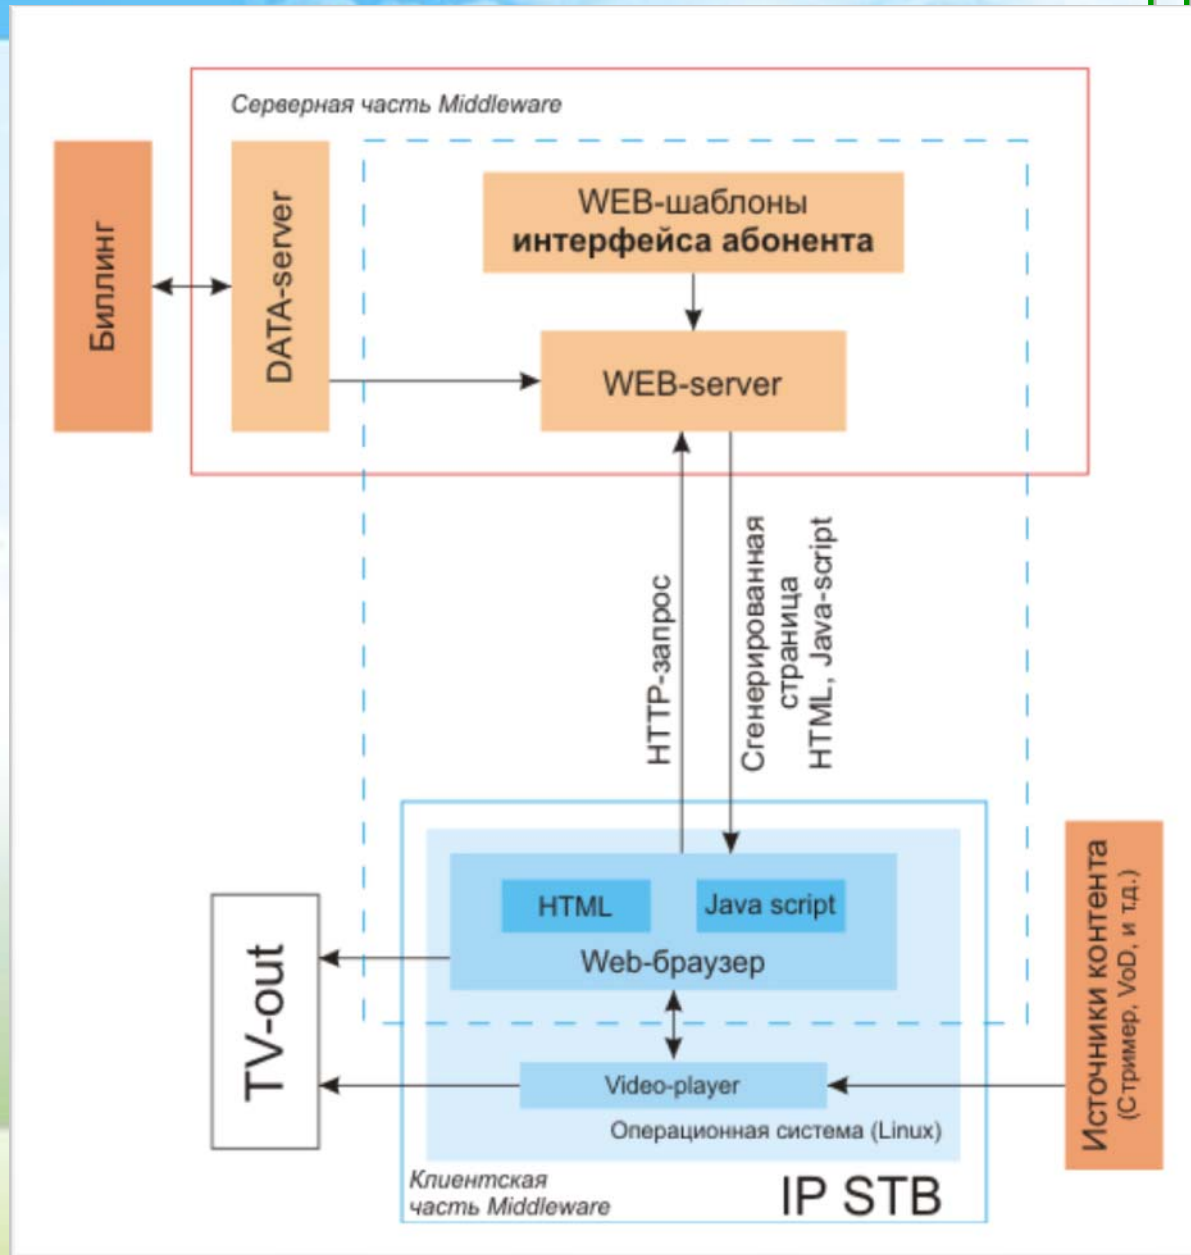 Серверная часть Middleware
Биллинг
DATA-server
WEB-шаблоны
интерфейса абонента
WEB-server
HTTP-запрос
Сгенерированная
страница
HTML, Java-script
HTML
Java script
Web-браузер
TV-out
Video-player
Операционная система (Linux)
Источники контента
(Стример, VoD, и т.д.)
Клиентская
часть Middleware
IP STB